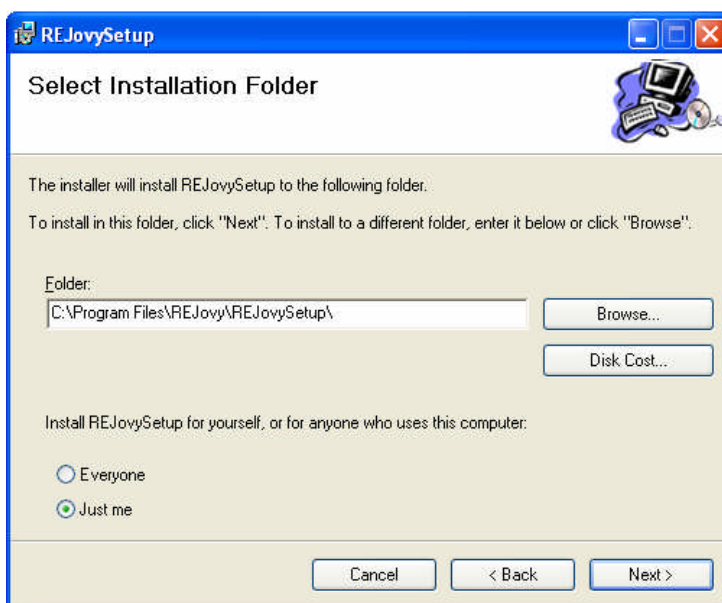 REJovySetup
Select Installation Folder
The installer will install REJovySetup to the following folder.
To install in this folder, click "Next". To install to a different folder, enter it below or click "Browse".
Folder:
C:\Program Files\REJovy\REJovySetup\
Browse...
Disk Cost...
Install REJovySetup for yourself, or for anyone who uses this computer:
Everyone
Just me
Cancel
< Back
Next >